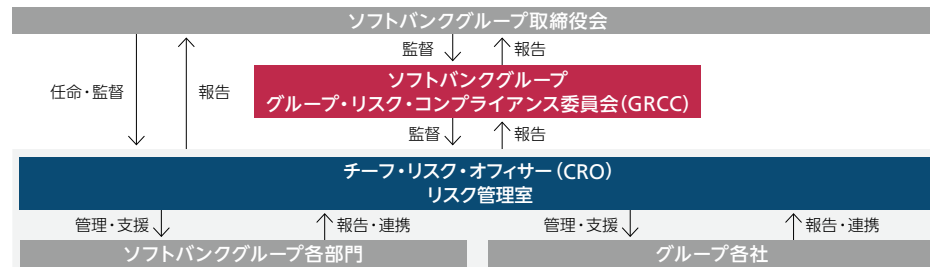 ソフトバンクグループ取締役会
監督
報告
任命・監督
報告
ソフトバンクグループ
グループ・リスク・コンプライアンス委員会(GRCC)
監督
報告
チーフ・リスク・オフィサー(CRO)
リスク管理室
管理・支援
報告・連携
管理・支援
報告・連携
ソフトバンクグループ各部門
グループ各社